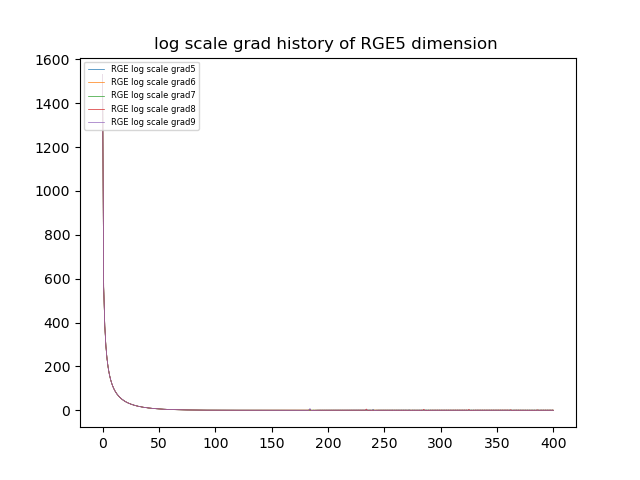 log scale grad history of RGE5 dimension
RGE log scale grad5
RGE log scale grad6
RGE log scale grad7
RGE log scale grad8
RGE log scale grad9
1600
1400
1200
1000
800
600
400
200
0
0 50 100 150 200 250 300 350 400